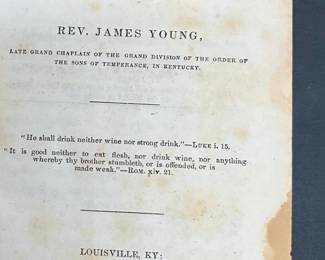 REV. JAMES YOUNG,
LATE GRAND CHAPLAIN OF THE GRAND DIVISION OF THE ORDER OF
THE SONS OF TEMPERANCE, IN KENTUCKY.
"He shall drink neither wine nor strong drink."—LUKE i. 15.
"It is good neither to eat flesh, nor drink wine, nor anything
whereby thy brother stumbleth, or is offended, or is
made weak."—ROM. xiv. 21.
LOUISVILLE, KY: